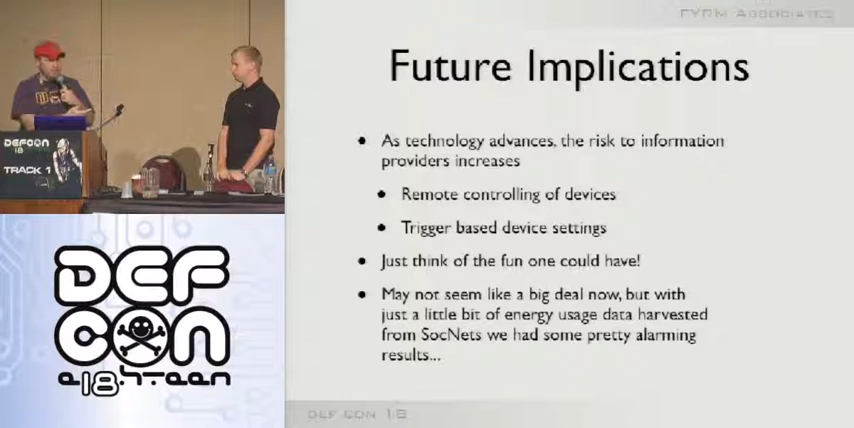 FYRM ASSOCIATES
Future Implications
• As technology advances, the risk to information
providers increases
• Remote controlling of devices
• Trigger based device settings
• Just think of the fun one could have!
• May not seem like a big deal now, but with
just a little bit of energy usage data harvested
from SocNets we had some pretty alarming
results...
DEF CON 18
DEFCON
18
TRACK 1
DEF
CON
e18hteen